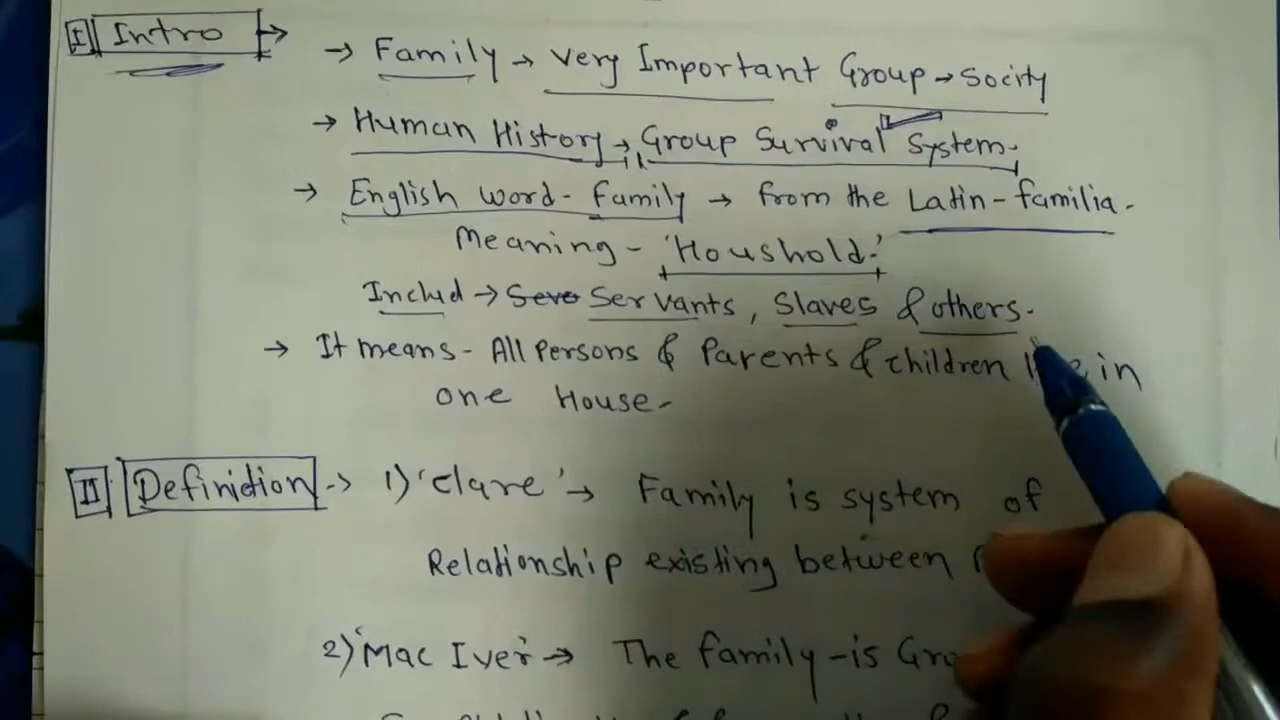 I Intro →
→ Family → Very Important Group → Socity
→ Human History → Group Survival System.
→ English word - Family → from the Latin - familia.
Meaning - 'Houshold.'
Includ → Servants, Slaves & others.
→ It means - All Persons & Parents & children in
one House.
II Definition → 1) 'Clare' → Family is system of
Relationship existing between
2) 'Mac Iver → The family - is